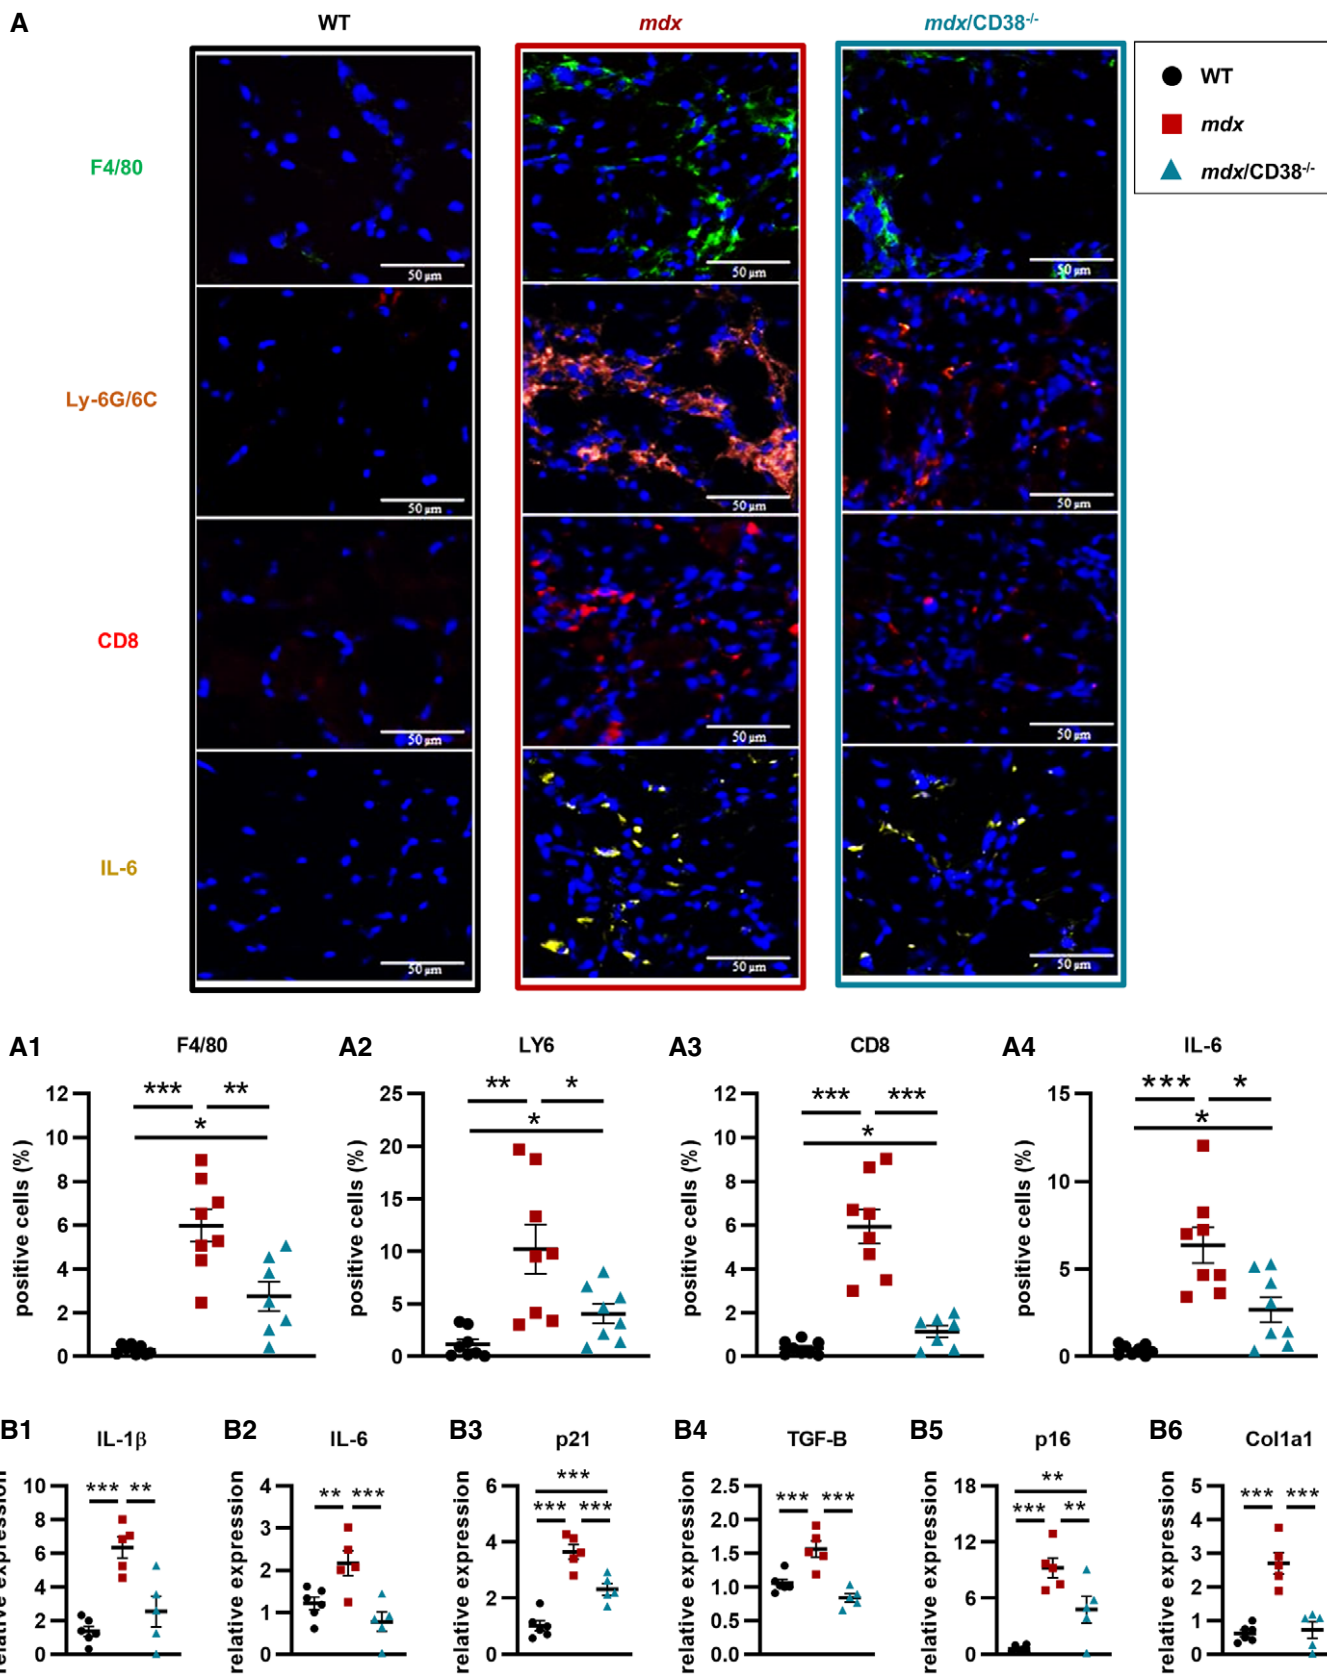 A
WT
mdx
mdx/CD38-/-
WT
mdx
mdx/CD38-/-
F4/80
50 µm
50 µm
50 µm
Ly-6G/6C
50 µm
50 µm
50 µm
CD8
50 µm
50 µm
50 µm
IL-6
50 µm
50 µm
50 µm
A1
F4/80
positive cells (%)
12
10
8
6
4
2
0
***
**
*
A2
LY6
positive cells (%)
25
20
15
10
5
0
**
*
*
A3
CD8
positive cells (%)
12
10
8
6
4
2
0
***
***
*
A4
IL-6
positive cells (%)
15
10
5
0
***
*
*
B1
IL-1β
relative expression
10
8
6
4
2
0
***
**
B2
IL-6
relative expression
4
3
2
1
0
**
***
B3
p21
relative expression
6
4
2
0
***
***
***
B4
TGF-B
relative expression
2.5
2.0
1.5
1.0
0.5
0.0
***
***
B5
p16
relative expression
18
12
6
0
**
***
**
B6
Col1a1
relative expression
5
4
3
2
1
0
***
***